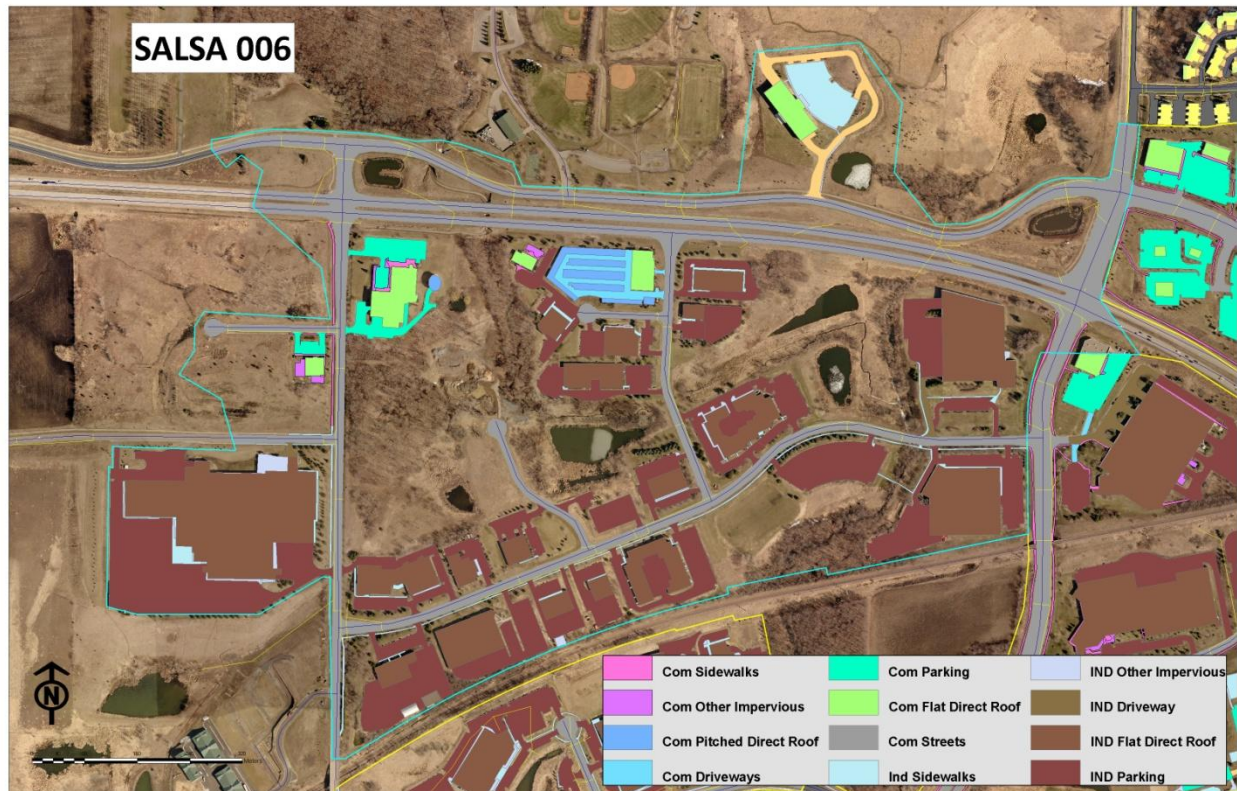 SALSA 006
Com Sidewalks Com Parking IND Other Impervious
Com Other Impervious Com Flat Direct Roof IND Driveway
Com Pitched Direct Roof Com Streets IND Flat Direct Roof
Com Driveways Ind Sidewalks IND Parking
N
Meters